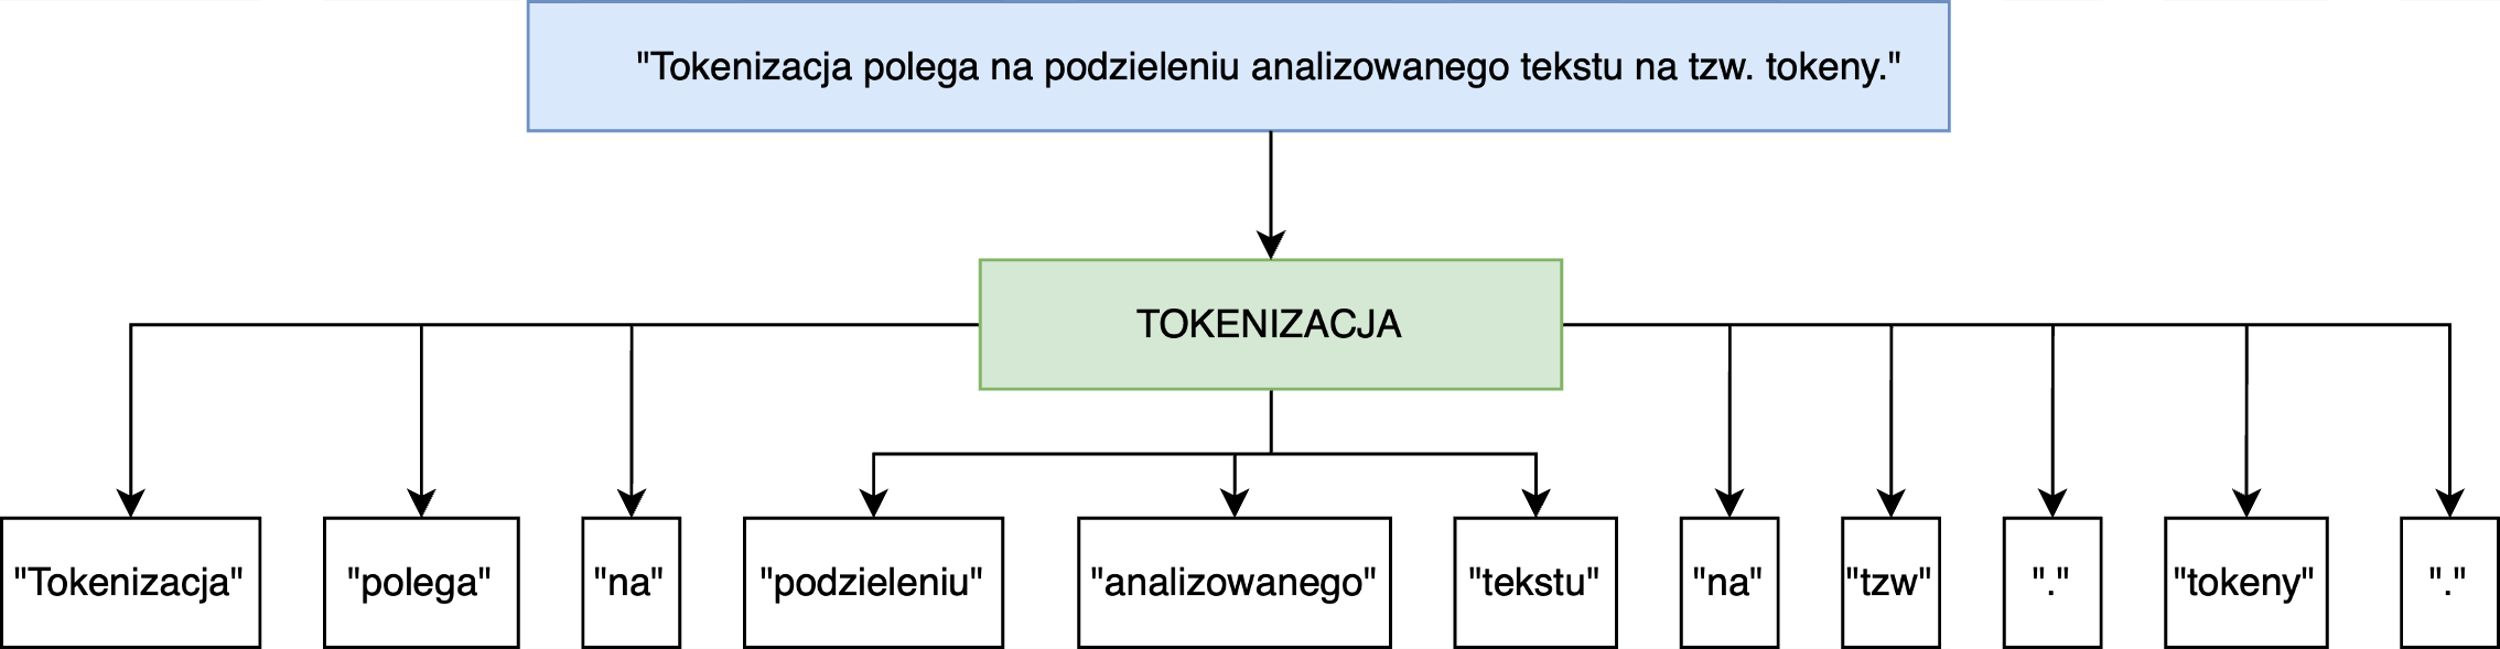 "Tokenizacja polega na podzieleniu analizowanego tekstu na tzw. tokeny."
TOKENIZACJA
"Tokenizacja"
"polega"
"na"
"podzieleniu"
"analizowanego"
"tekstu"
"na"
"tzw"
"."
"tokeny"
"."